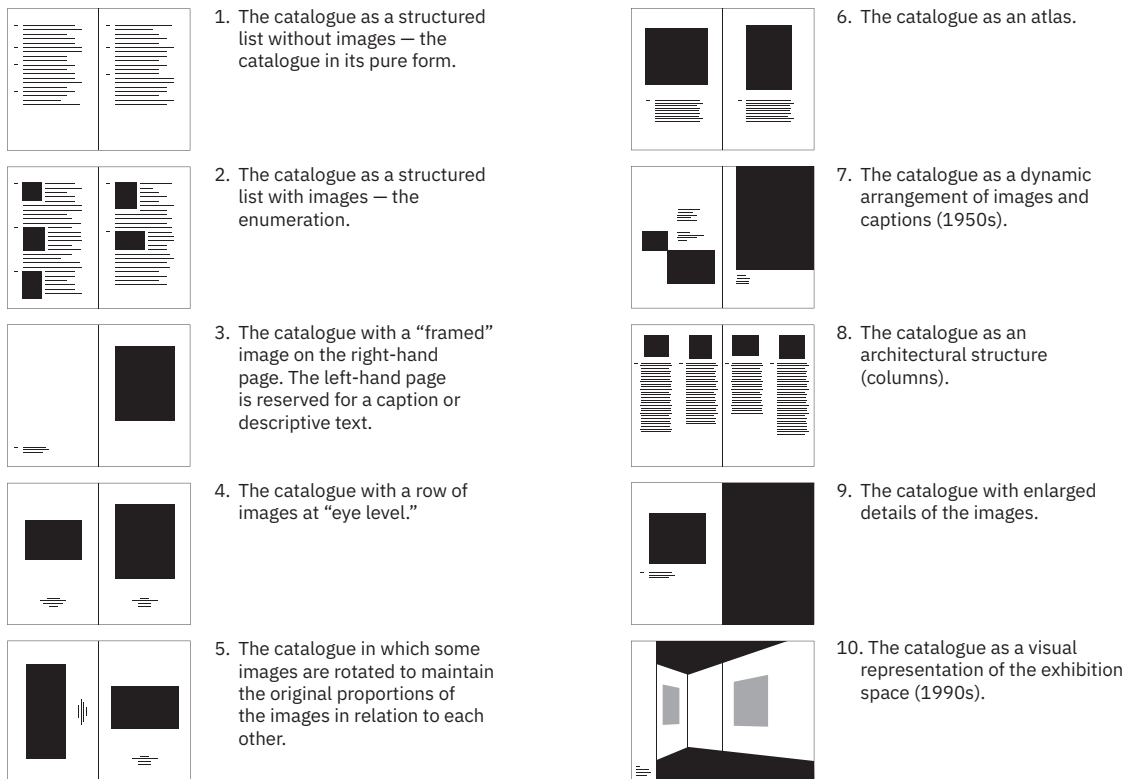 1. The catalogue as a structured
list without images — the
catalogue in its pure form.
2. The catalogue as a structured
list with images — the
enumeration.
3. The catalogue with a “framed”
image on the right-hand
page. The left-hand page
is reserved for a caption or
descriptive text.
4. The catalogue with a row of
images at “eye level.”
5. The catalogue in which some
images are rotated to maintain
the original proportions of
the images in relation to each
other.
6. The catalogue as an atlas.
7. The catalogue as a dynamic
arrangement of images and
captions (1950s).
8. The catalogue as an
architectural structure
(columns).
9. The catalogue with enlarged
details of the images.
10. The catalogue as a visual
representation of the exhibition
space (1990s).